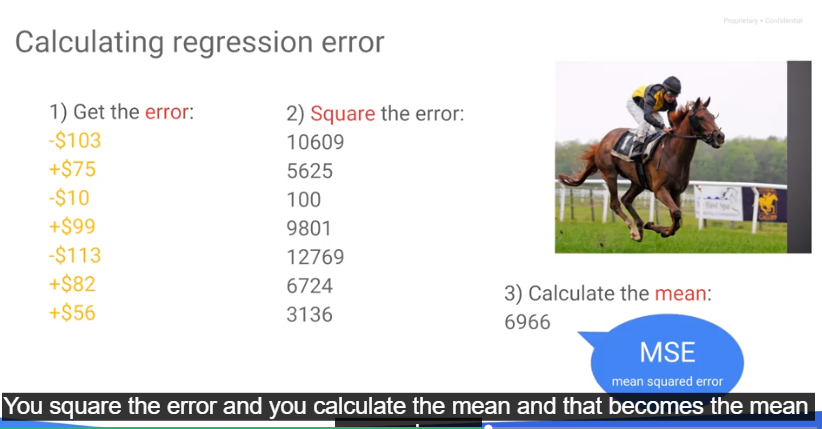 Proprietary + Confidential
Calculating regression error
1) Get the error:
-$103
+$75
-$10
+$99
-$113
+$82
+$56
2) Square the error:
10609
5625
100
9801
12769
6724
3136
3) Calculate the mean:
6966
MSE
mean squared error
You square the error and you calculate the mean and that becomes the mean